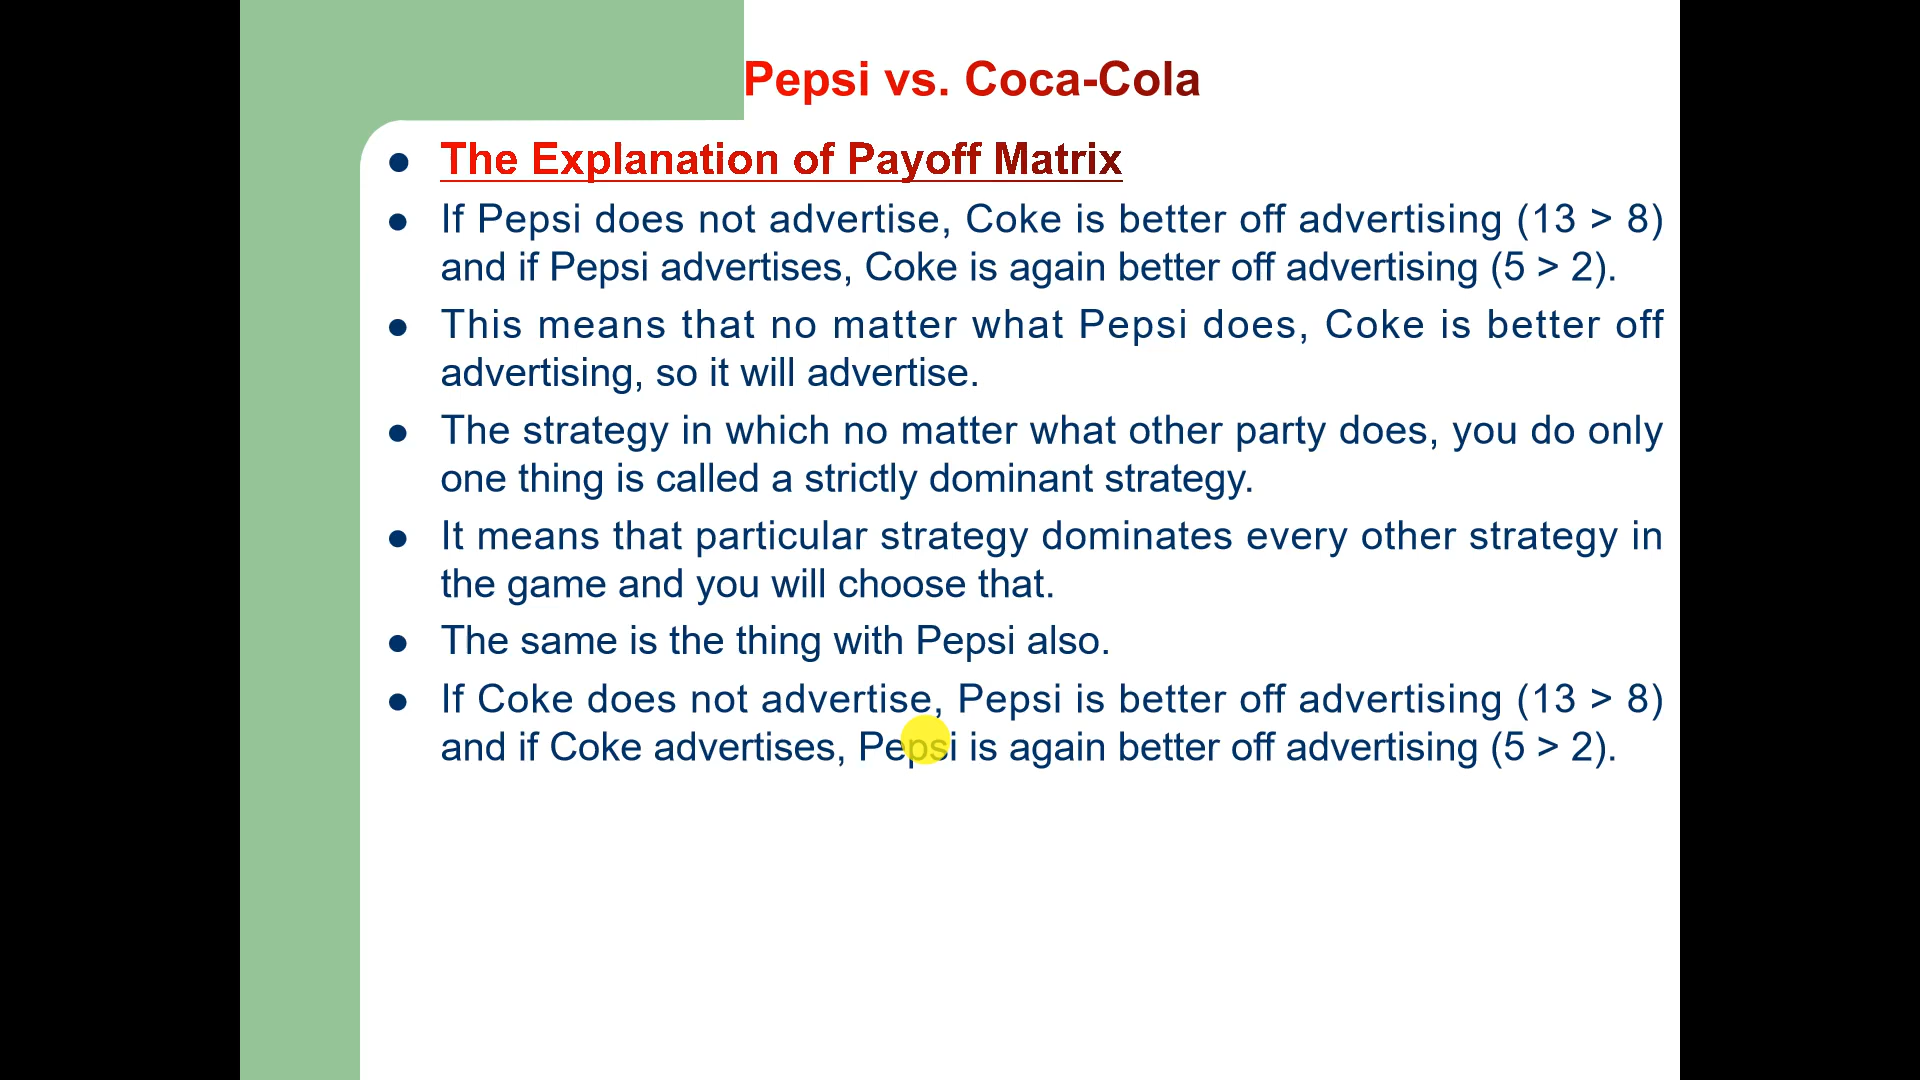 Pepsi vs. Coca-Cola
The Explanation of Payoff Matrix
If Pepsi does not advertise, Coke is better off advertising (13 > 8)
and if Pepsi advertises, Coke is again better off advertising (5 > 2).
This means that no matter what Pepsi does, Coke is better off
advertising, so it will advertise.
The strategy in which no matter what other party does, you do only
one thing is called a strictly dominant strategy.
It means that particular strategy dominates every other strategy in
the game and you will choose that.
The same is the thing with Pepsi also.
If Coke does not advertise, Pepsi is better off advertising (13 > 8)
and if Coke advertises, Pepsi is again better off advertising (5 > 2).